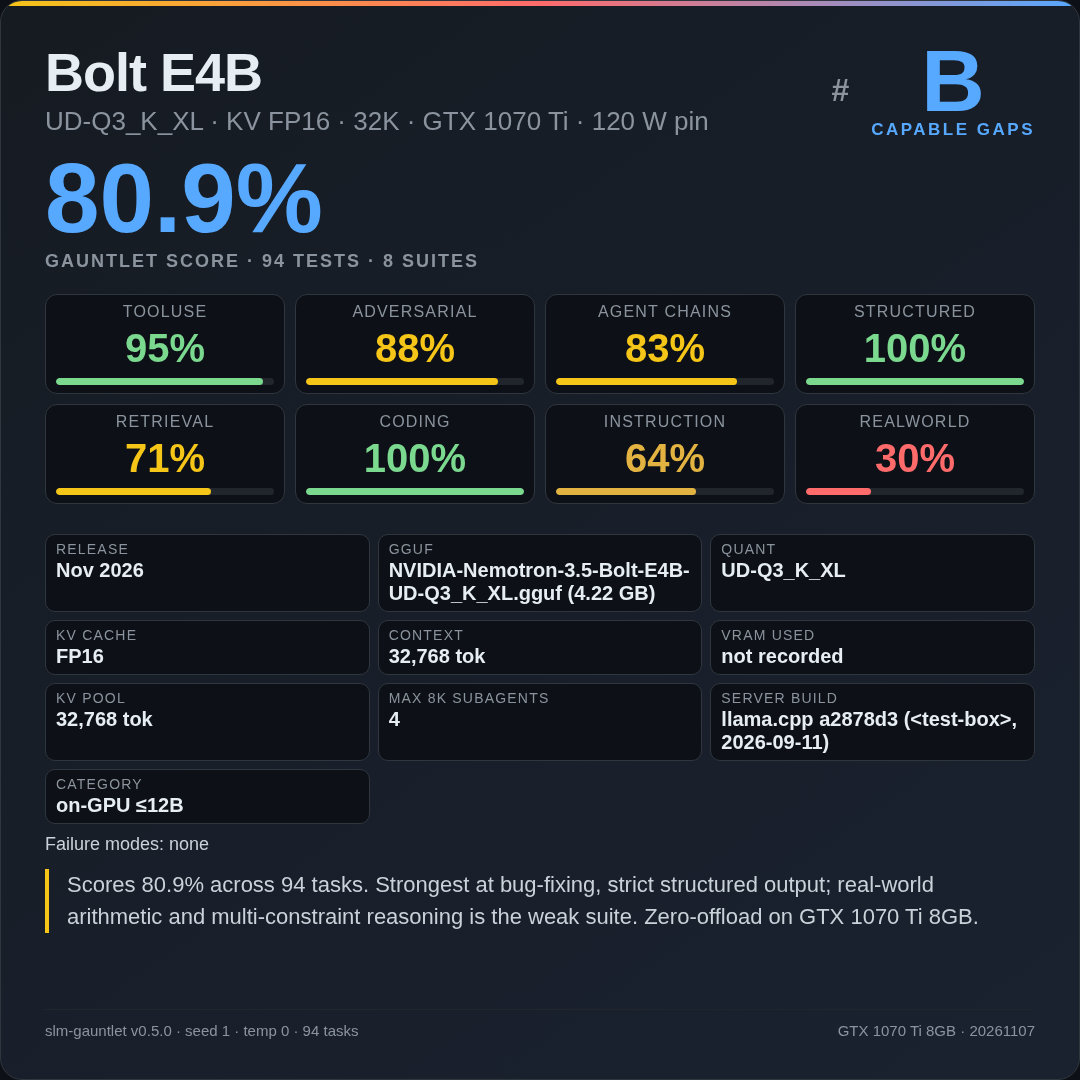 Bolt E4B
UD-Q3_K_XL · KV FP16 · 32K · GTX 1070 Ti · 120 W pin
#
B
CAPABLE GAPS
80.9%
GAUNTLET SCORE · 94 TESTS · 8 SUITES
TOOLUSE
95%
ADVERSARIAL
88%
AGENT CHAINS
83%
STRUCTURED
100%
RETRIEVAL
71%
CODING
100%
INSTRUCTION
64%
REALWORLD
30%
RELEASE
Nov 2026
GGUF
NVIDIA-Nemotron-3.5-Bolt-E4B-
UD-Q3_K_XL.gguf (4.22 GB)
QUANT
UD-Q3_K_XL
KV CACHE
FP16
CONTEXT
32,768 tok
VRAM USED
not recorded
KV POOL
32,768 tok
MAX 8K SUBAGENTS
4
SERVER BUILD
llama.cpp a2878d3 (<test-box>,
2026-09-11)
CATEGORY
on-GPU ≤12B
Failure modes: none
Scores 80.9% across 94 tasks. Strongest at bug-fixing, strict structured output; real-world
arithmetic and multi-constraint reasoning is the weak suite. Zero-offload on GTX 1070 Ti 8GB.
slm-gauntlet v0.5.0 · seed 1 · temp 0 · 94 tasks
GTX 1070 Ti 8GB · 20261107